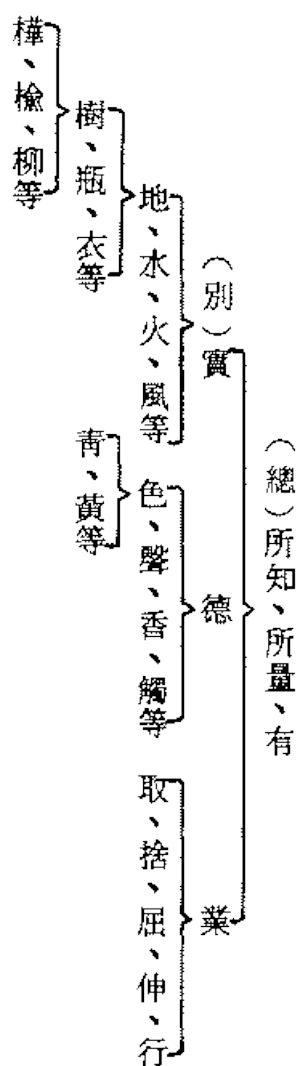 （總）所知、所量、有
（別）實
德
業
地、水、火、風等
色、聲、香、觸等
取、捨、屈、伸、行
樹、瓶、衣等
青、黃等
樺、榆、柳等